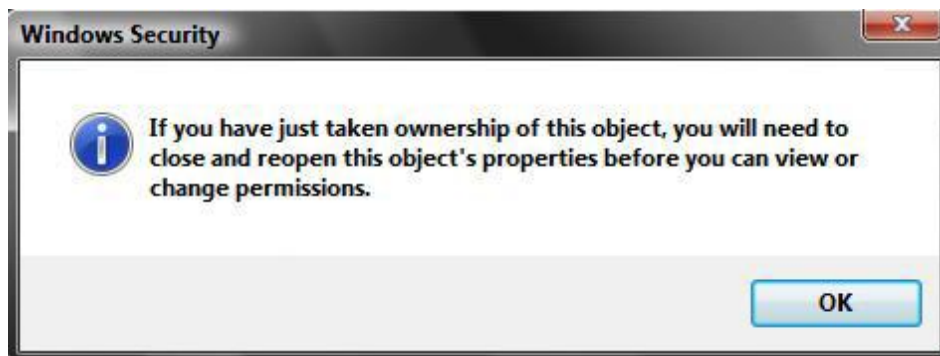 Windows Security
If you have just taken ownership of this object, you will need to
close and reopen this object's properties before you can view or
change permissions.
OK